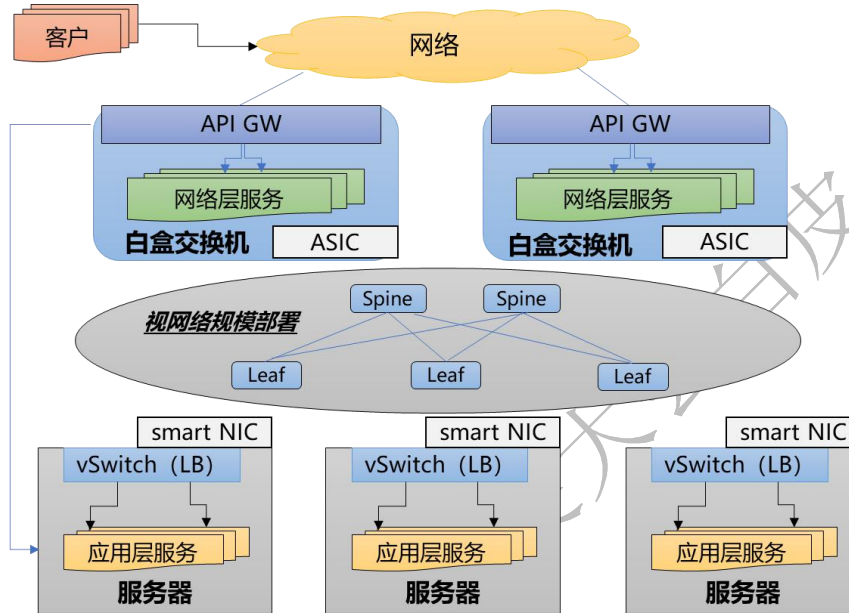 客户
网络
API GW
API GW
网络层服务
网络层服务
白盒交换机
ASIC
白盒交换机
ASIC
Spine
Spine
视网络规模部署
Leaf
Leaf
Leaf
smart NIC
smart NIC
smart NIC
vSwitch（LB）
vSwitch（LB）
vSwitch（LB）
应用层服务
应用层服务
应用层服务
服务器
服务器
服务器